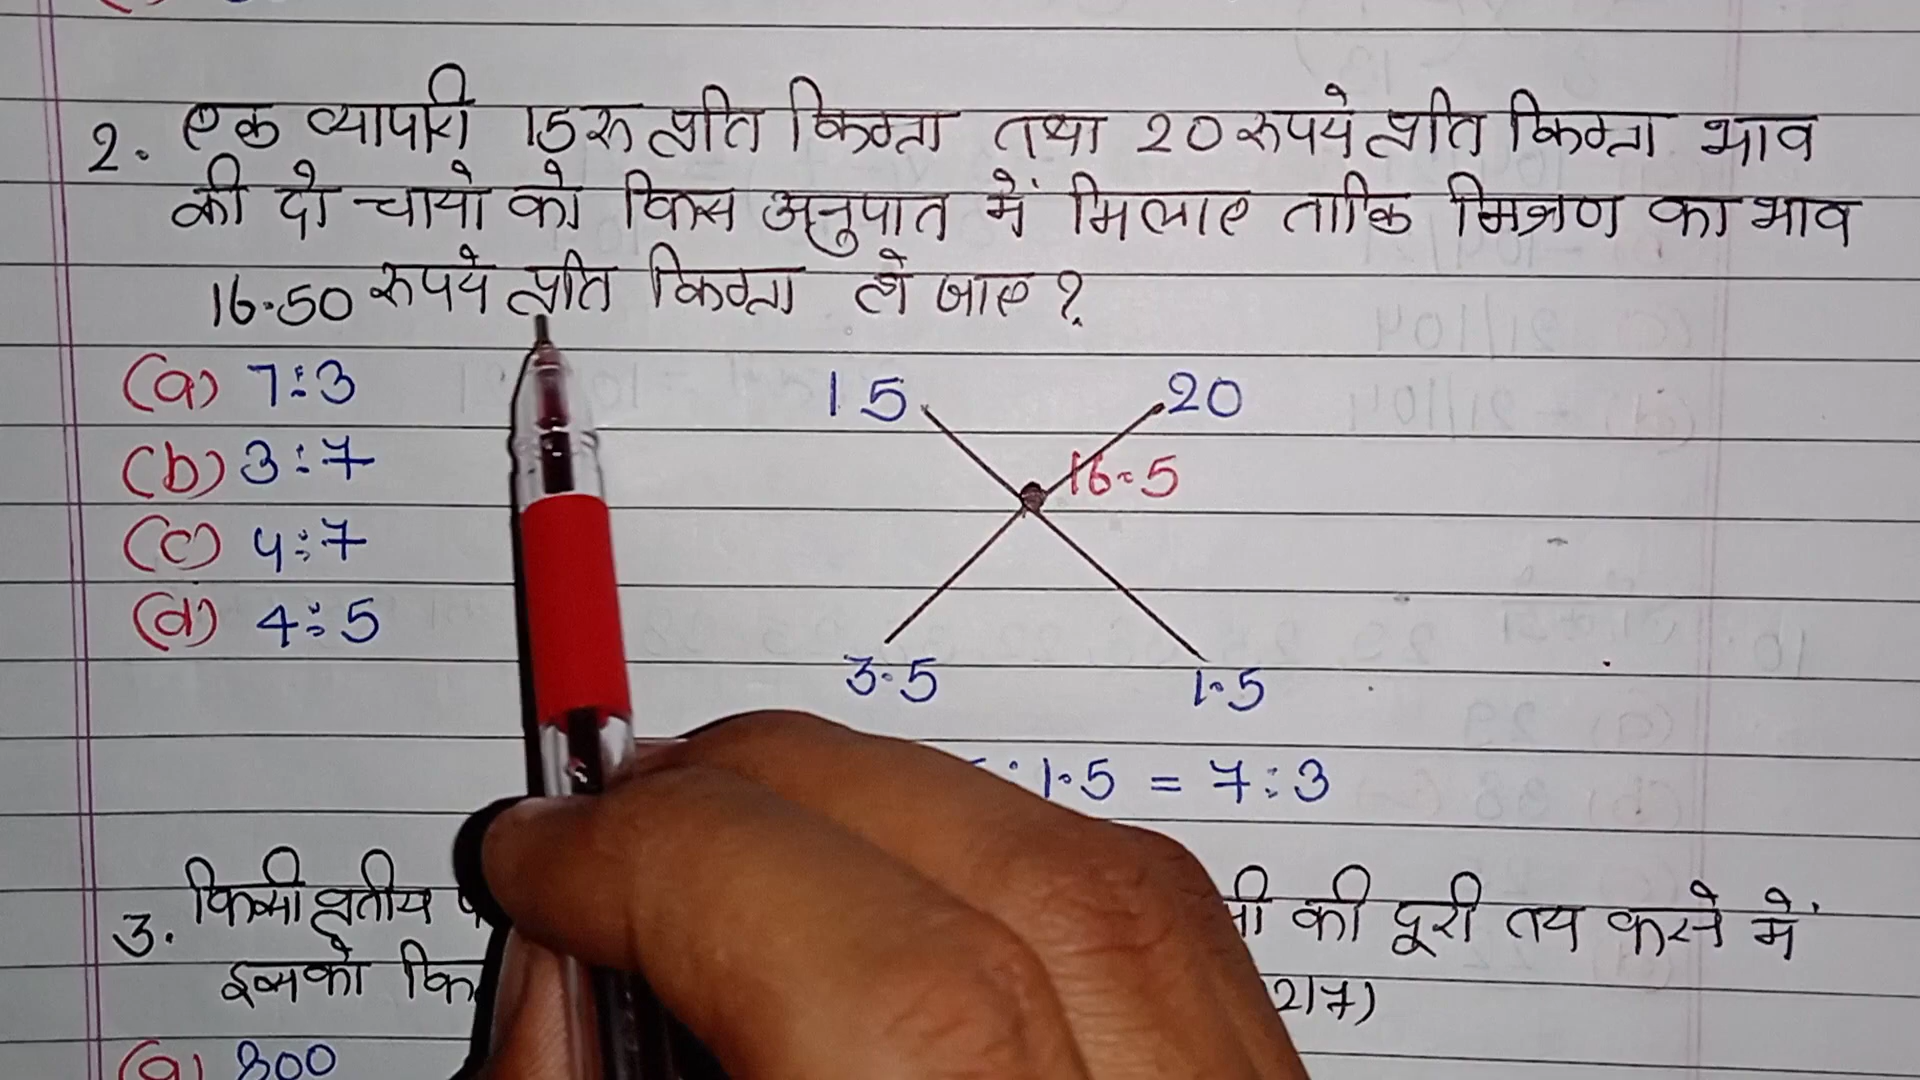 2. एक व्यापारी 15रू प्रति किग्रा तथा 20 रुपये प्रति किग्रा भाव
की दो चायो को किस अनुपात में मिलाए ताकि मिश्रण का भाव
16.50 रुपये प्रति किग्रा हो जाए ?
(a) 7:3
(b) 3:7
(c) 4:7
(d) 4:5
15 20
16.5
3.5 1.5
: 1.5 = 7:3
3. किसी की दूरी तय करने में
इसको
(a) 800